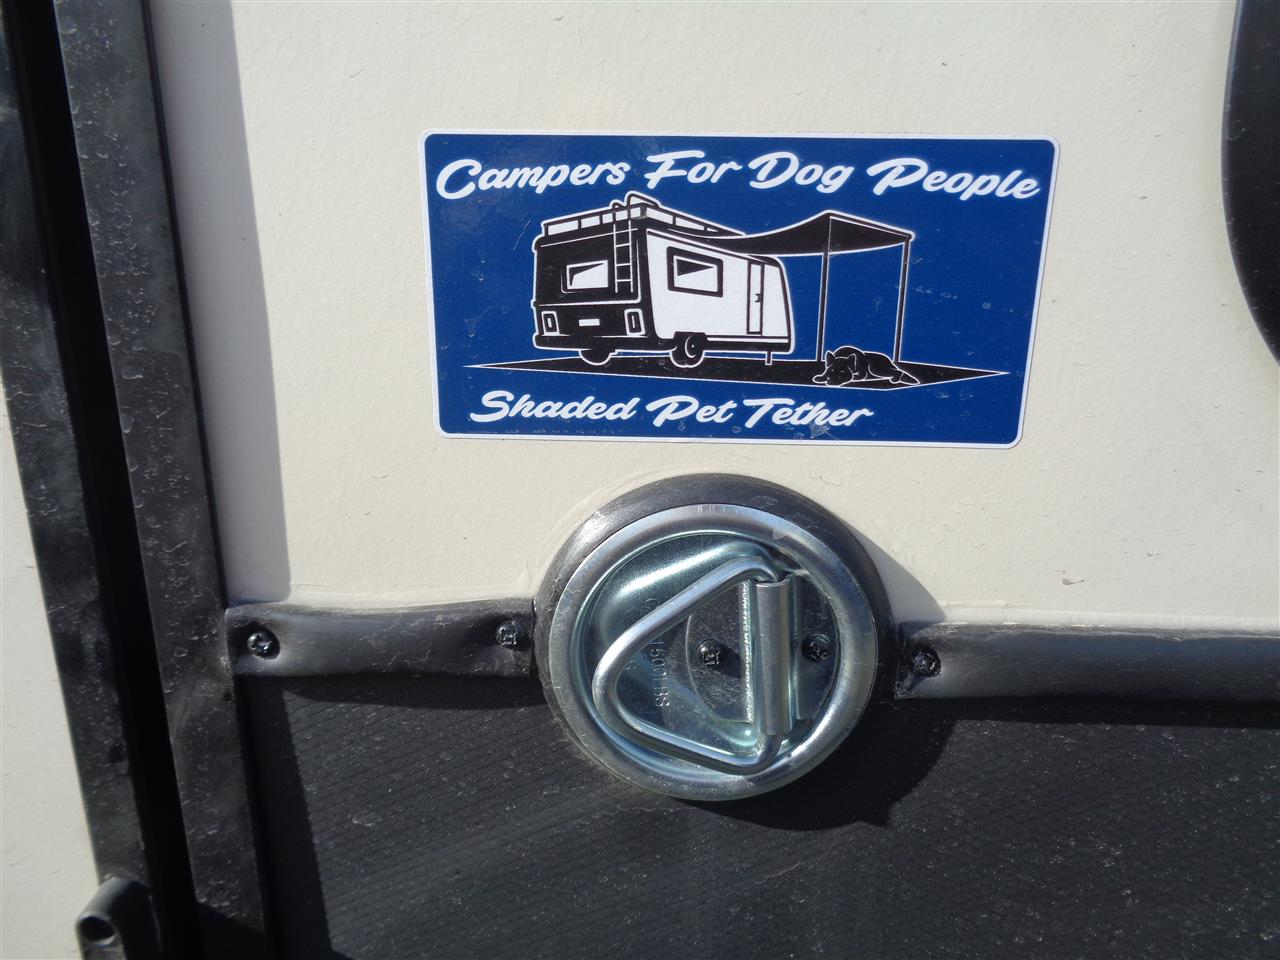 Campers For Dog People
Shaded Pet Tether